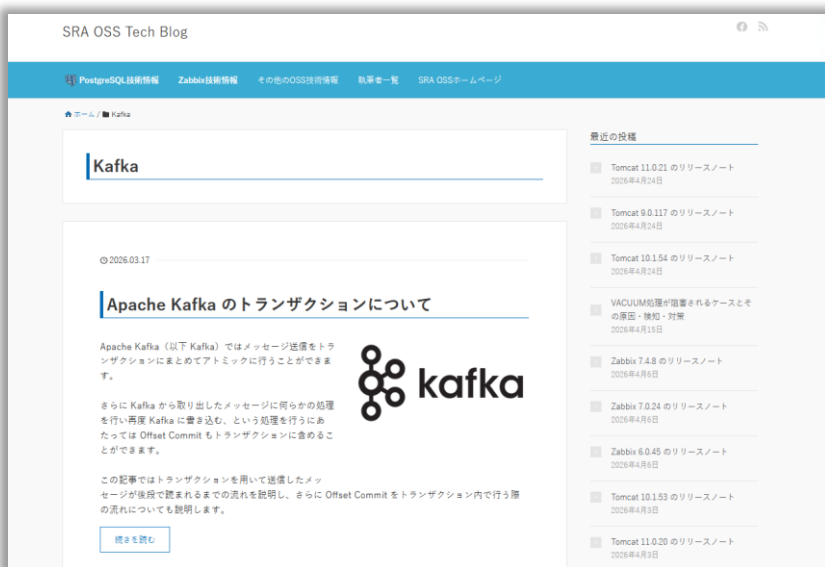 SRA OSS Tech Blog
PostgreSQL技術情報 Zabbix技術情報 その他のOSS技術情報 執筆者一覧 SRA OSSホームページ
ホーム / Kafka
Kafka
2026.03.17
Apache Kafka のトランザクションについて
Apache Kafka（以下 Kafka）ではメッセージ送信をトラ
ンザクションにまとめてアトミックに行うことができま
す。
さらに Kafka から取り出したメッセージに何らかの処理
を行い再度 Kafka に書き込む、という処理を行うにあ
たっては Offset Commit もトランザクションに含めるこ
とができます。
この記事ではトランザクションを用いて送信したメッ
セージが後段で読まれるまでの流れを説明し、さらに Offset Commit をトランザクション内で行う際
の流れについても説明します。
kafka
続きを読む
最近の投稿
Tomcat 11.0.21 のリリースノート
2026年4月24日
Tomcat 9.0.117 のリリースノート
2026年4月24日
Tomcat 10.1.54 のリリースノート
2026年4月24日
VACUUM処理が阻害されるケースとそ
の原因・検知・対策
2026年4月15日
Zabbix 7.4.8 のリリースノート
2026年4月6日
Zabbix 7.0.24 のリリースノート
2026年4月6日
Zabbix 6.0.45 のリリースノート
2026年4月6日
Tomcat 10.1.53 のリリースノート
2026年4月3日
Tomcat 11.0.20 のリリースノート
2026年4月3日